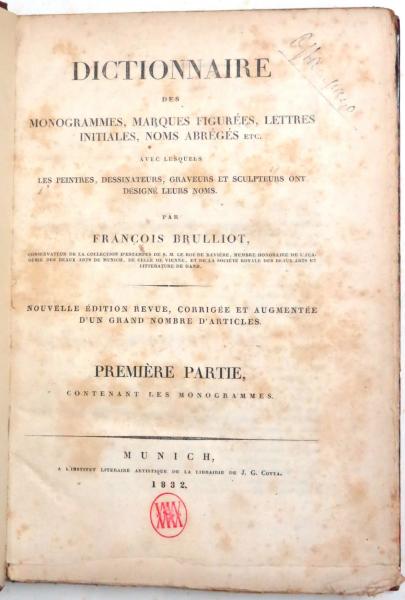 DICTIONNAIRE
DES
MONOGRAMMES, MARQUES FIGURÉES, LETTRES
INITIALES, NOMS ABRÉGÉS ETC.
AVEC LESQUELS
LES PEINTRES, DESSINATEURS, GRAVEURS ET SCULPTEURS ONT
DESIGNÉ LEURS NOMS.
PAR
FRANÇOIS BRULLIOT,
CONSERVATEUR DE LA COLLECTION D'ESTAMPES DE S. M. LE ROI DE BAVIÈRE, MEMBRE HONORAIRE DE L'ACA-
DÉMIE DES BEAUX ARTS DE MUNICH, DE CELLE DE VIENNE, ET DE LA SOCIÉTÉ ROYALE DES BEAUX ARTS ET
LITTÉRATURE DE GAND.
NOUVELLE ÉDITION REVUE, CORRIGÉE ET AUGMENTÉE
D'UN GRAND NOMBRE D'ARTICLES.
PREMIÈRE PARTIE,
CONTENANT LES MONOGRAMMES.
MUNICH,
A L'INSTITUT LITERAIRE ARTISTIQUE DE LA LIBRAIRIE DE J. G. COTTA.
1832.